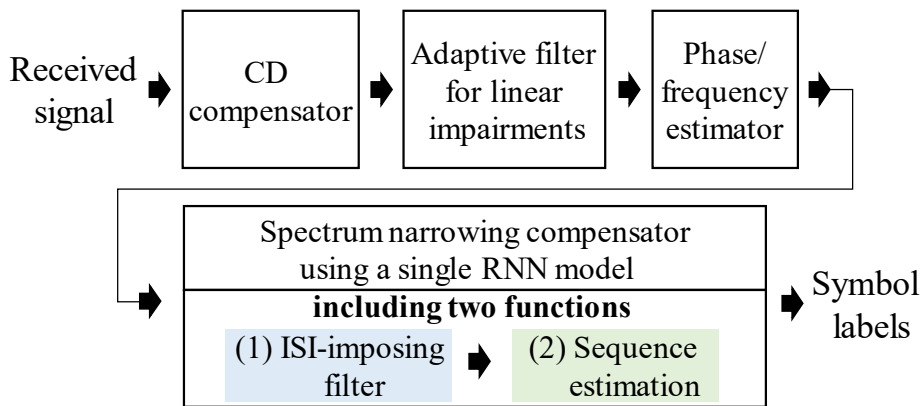 Received
signal
CD
compensator
Adaptive filter
for linear
impairments
Phase/
frequency
estimator
Spectrum narrowing compensator
using a single RNN model
including two functions
(1) ISI-imposing
filter
(2) Sequence
estimation
Symbol
labels